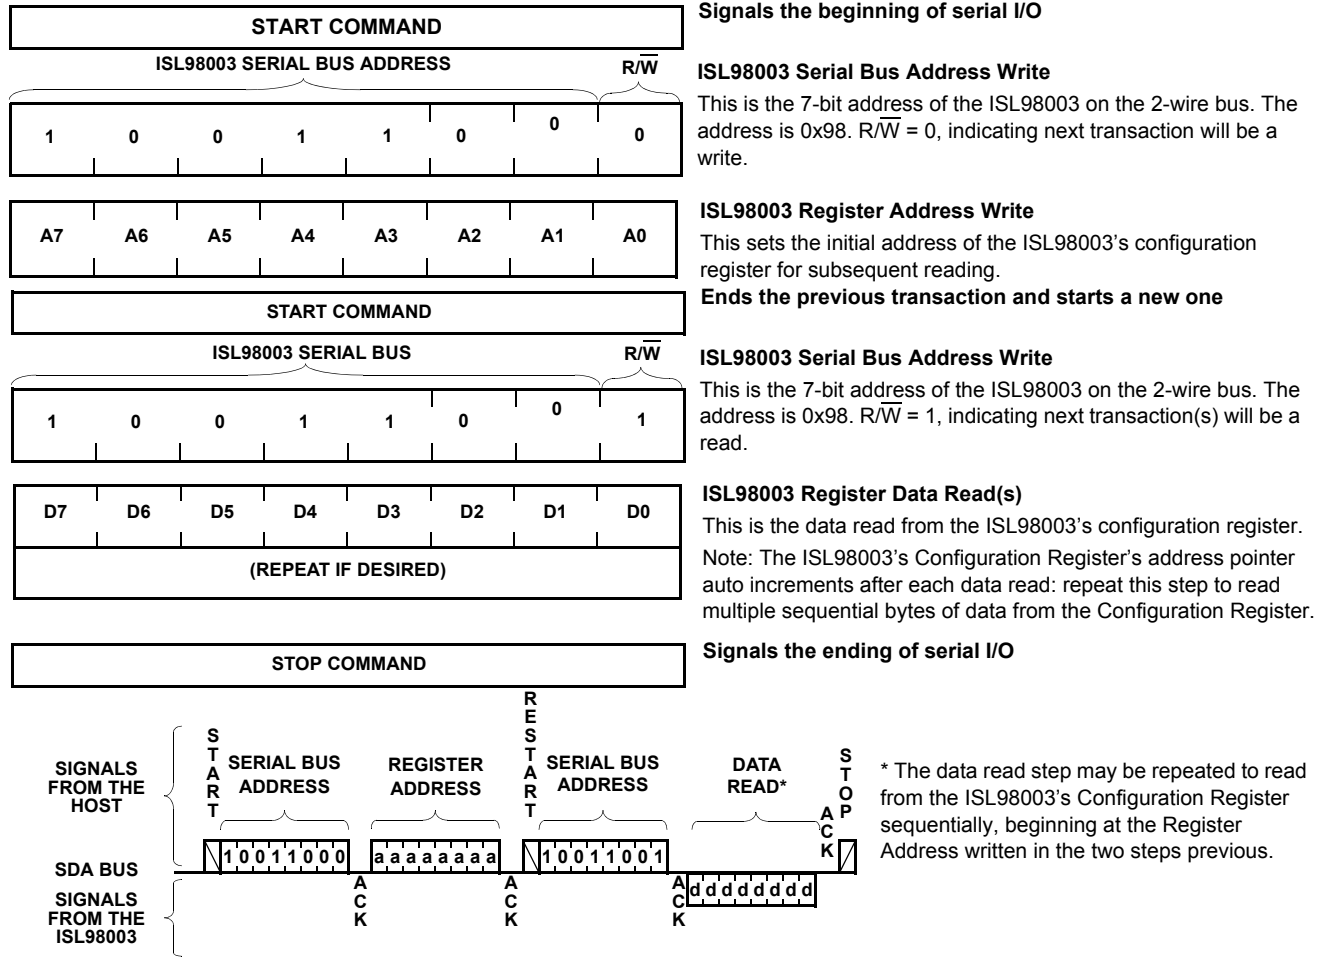 START COMMAND
Signals the beginning of serial I/O
ISL98003 SERIAL BUS ADDRESS
R/W
ISL98003 Serial Bus Address Write
This is the 7-bit address of the ISL98003 on the 2-wire bus. The
address is 0x98. R/W = 0, indicating next transaction will be a
write.
1 0 0 1 1 0 0 0
ISL98003 Register Address Write
A7 A6 A5 A4 A3 A2 A1 A0
This sets the initial address of the ISL98003’s configuration
register for subsequent reading.
START COMMAND
Ends the previous transaction and starts a new one
ISL98003 SERIAL BUS
R/W
ISL98003 Serial Bus Address Write
This is the 7-bit address of the ISL98003 on the 2-wire bus. The
address is 0x98. R/W = 1, indicating next transaction(s) will be a
read.
1 0 0 1 1 0 0 1
ISL98003 Register Data Read(s)
D7 D6 D5 D4 D3 D2 D1 D0
This is the data read from the ISL98003’s configuration register.
Note: The ISL98003’s Configuration Register’s address pointer
auto increments after each data read: repeat this step to read
multiple sequential bytes of data from the Configuration Register.
(REPEAT IF DESIRED)
STOP COMMAND
Signals the ending of serial I/O
SIGNALS
FROM THE
HOST
START
SERIAL BUS
ADDRESS
REGISTER
ADDRESS
RESTART
SERIAL BUS
ADDRESS
DATA
READ*
ACK
STOP
* The data read step may be repeated to read
from the ISL98003’s Configuration Register
sequentially, beginning at the Register
Address written in the two steps previous.
SDA BUS
1 0 0 1 1 0 0 0
a a a a a a a a
1 0 0 1 1 0 0 1
SIGNALS
FROM THE
ISL98003
ACK
ACK
ACK
d d d d d d d d